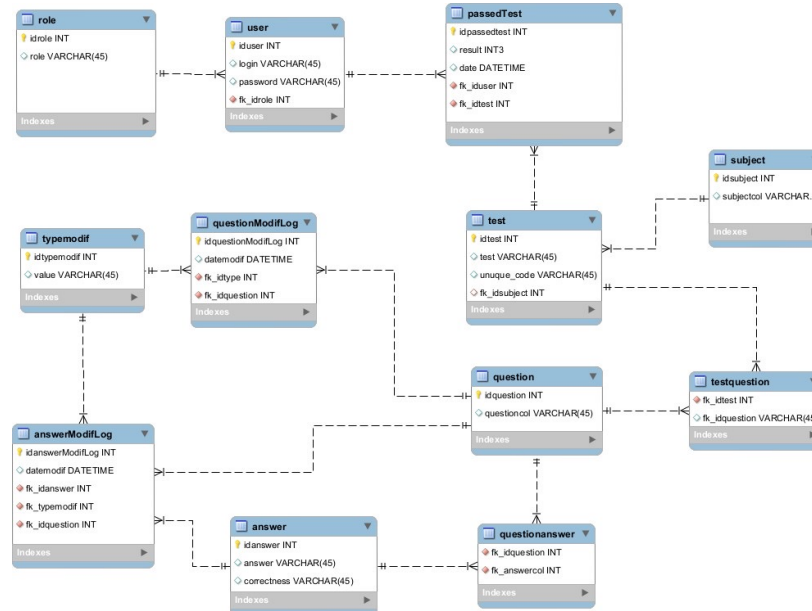 role
idrole INT
role VARCHAR(45)
Indexes
user
iduser INT
login VARCHAR(45)
password VARCHAR(45)
fk_idrole INT
Indexes
passedTest
idpassedtest INT
result INT3
date DATETIME
fk_iduser INT
fk_idtest INT
Indexes
subject
idsubject INT
subjectcol VARCHAR...
Indexes
typemodif
idtypemodif INT
value VARCHAR(45)
Indexes
questionModifLog
idquestionModifLog INT
datemodif DATETIME
fk_idtype INT
fk_idquestion INT
Indexes
test
idtest INT
test VARCHAR(45)
unuque_code VARCHAR(45)
fk_idsubject INT
Indexes
question
idquestion INT
questioncol VARCHAR(45)
Indexes
testquestion
fk_idtest INT
fk_idquestion VARCHAR(45
Indexes
answerModifLog
idanswerModifLog INT
datemodif DATETIME
fk_idanswer INT
fk_typemodif INT
fk_idquestion INT
Indexes
answer
idanswer INT
answer VARCHAR(45)
correctness VARCHAR(45)
Indexes
questionanswer
fk_idquestion INT
fk_answercol INT
Indexes